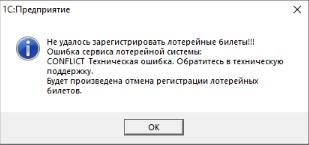 1С:Предприятие
Не удалось зарегистрировать лотерейные билеты!!!
Ошибка сервиса лотерейной системы:
CONFLICT Техническая ошибка. Обратитесь в техническую
поддержку.
Будет произведена отмена регистрации лотерейных
билетов.
OK